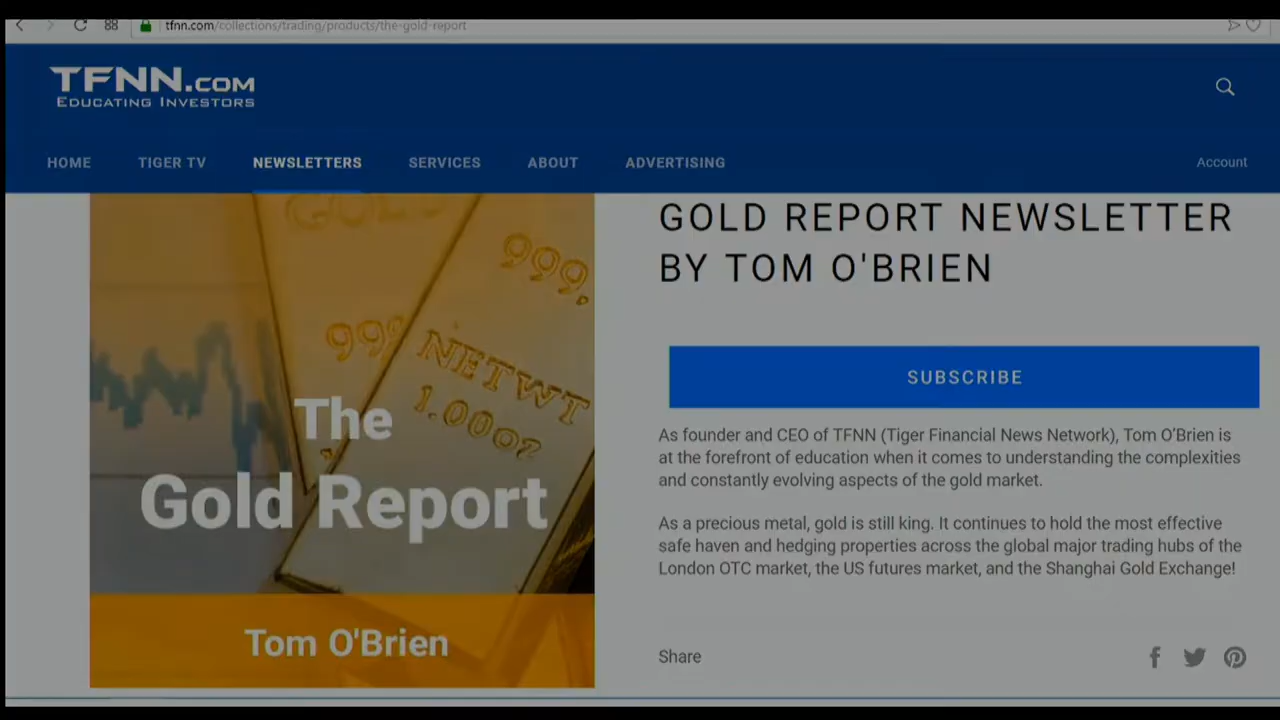 tfnn.com/collections/trading/products/the-gold-report
TFNN.COM
EDUCATING INVESTORS
HOME TIGER TV NEWSLETTERS SERVICES ABOUT ADVERTISING Account
GOLD REPORT NEWSLETTER
BY TOM O'BRIEN
GOLD
999.
999
NETWT
1.00oz
The
Gold Report
Tom O'Brien
SUBSCRIBE
As founder and CEO of TFNN (Tiger Financial News Network), Tom O'Brien is
at the forefront of education when it comes to understanding the complexities
and constantly evolving aspects of the gold market.
As a precious metal, gold is still king. It continues to hold the most effective
safe haven and hedging properties across the global major trading hubs of the
London OTC market, the US futures market, and the Shanghai Gold Exchange!
Share